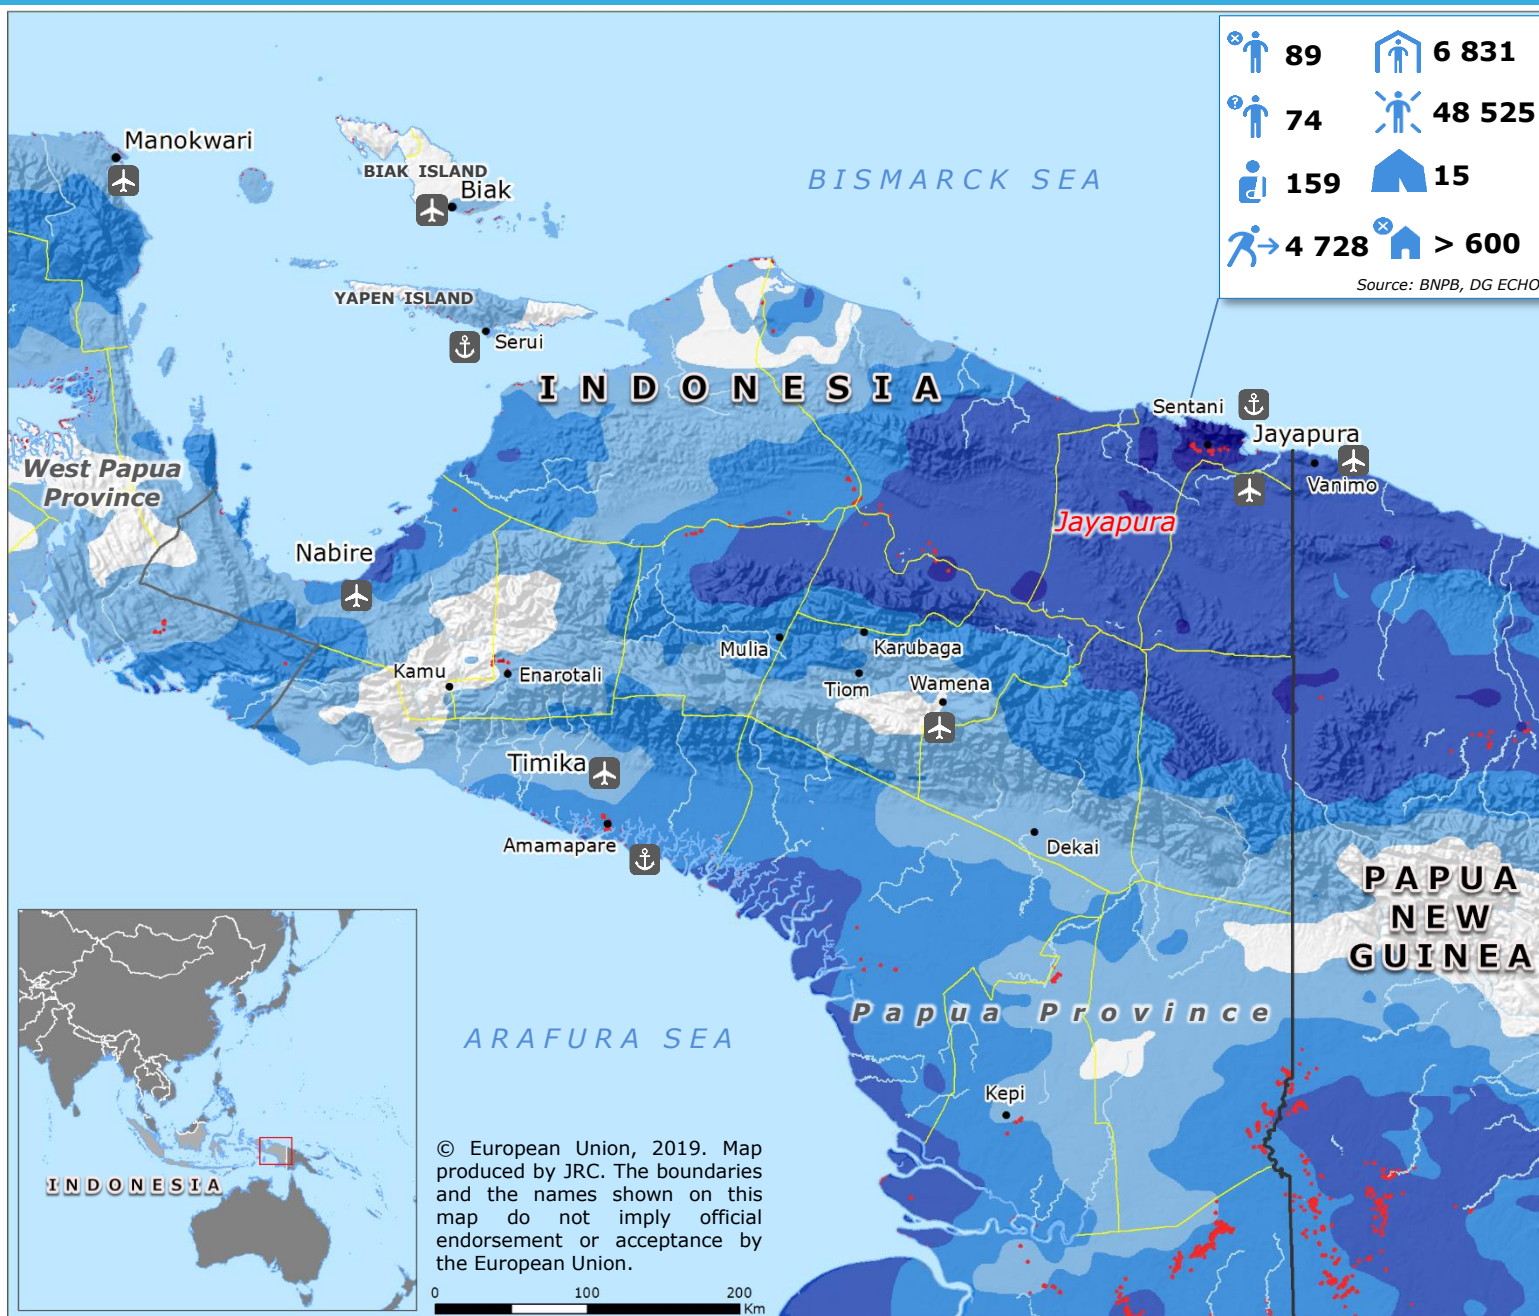 89
6 831
74
48 525
159
15
4 728
> 600
Source: BNPB, DG ECHO
Manokwari
BIAK ISLAND
Biak
BISMARCK SEA
YAPEN ISLAND
Serui
INDONESIA
Sentani
Jayapura
Vanimo
West Papua
Province
Jayapura
Nabire
Mulia
Karubaga
Kamu
Enarotali
Tiom
Wamena
Timika
Amamapare
Dekai
PAPUA
NEW
GUINEA
Papua Province
ARAFURA SEA
Kepi
INDONESIA
© European Union, 2019. Map
produced by JRC. The boundaries
and the names shown on this
map do not imply official
endorsement or acceptance by
the European Union.
0 100 200
Km